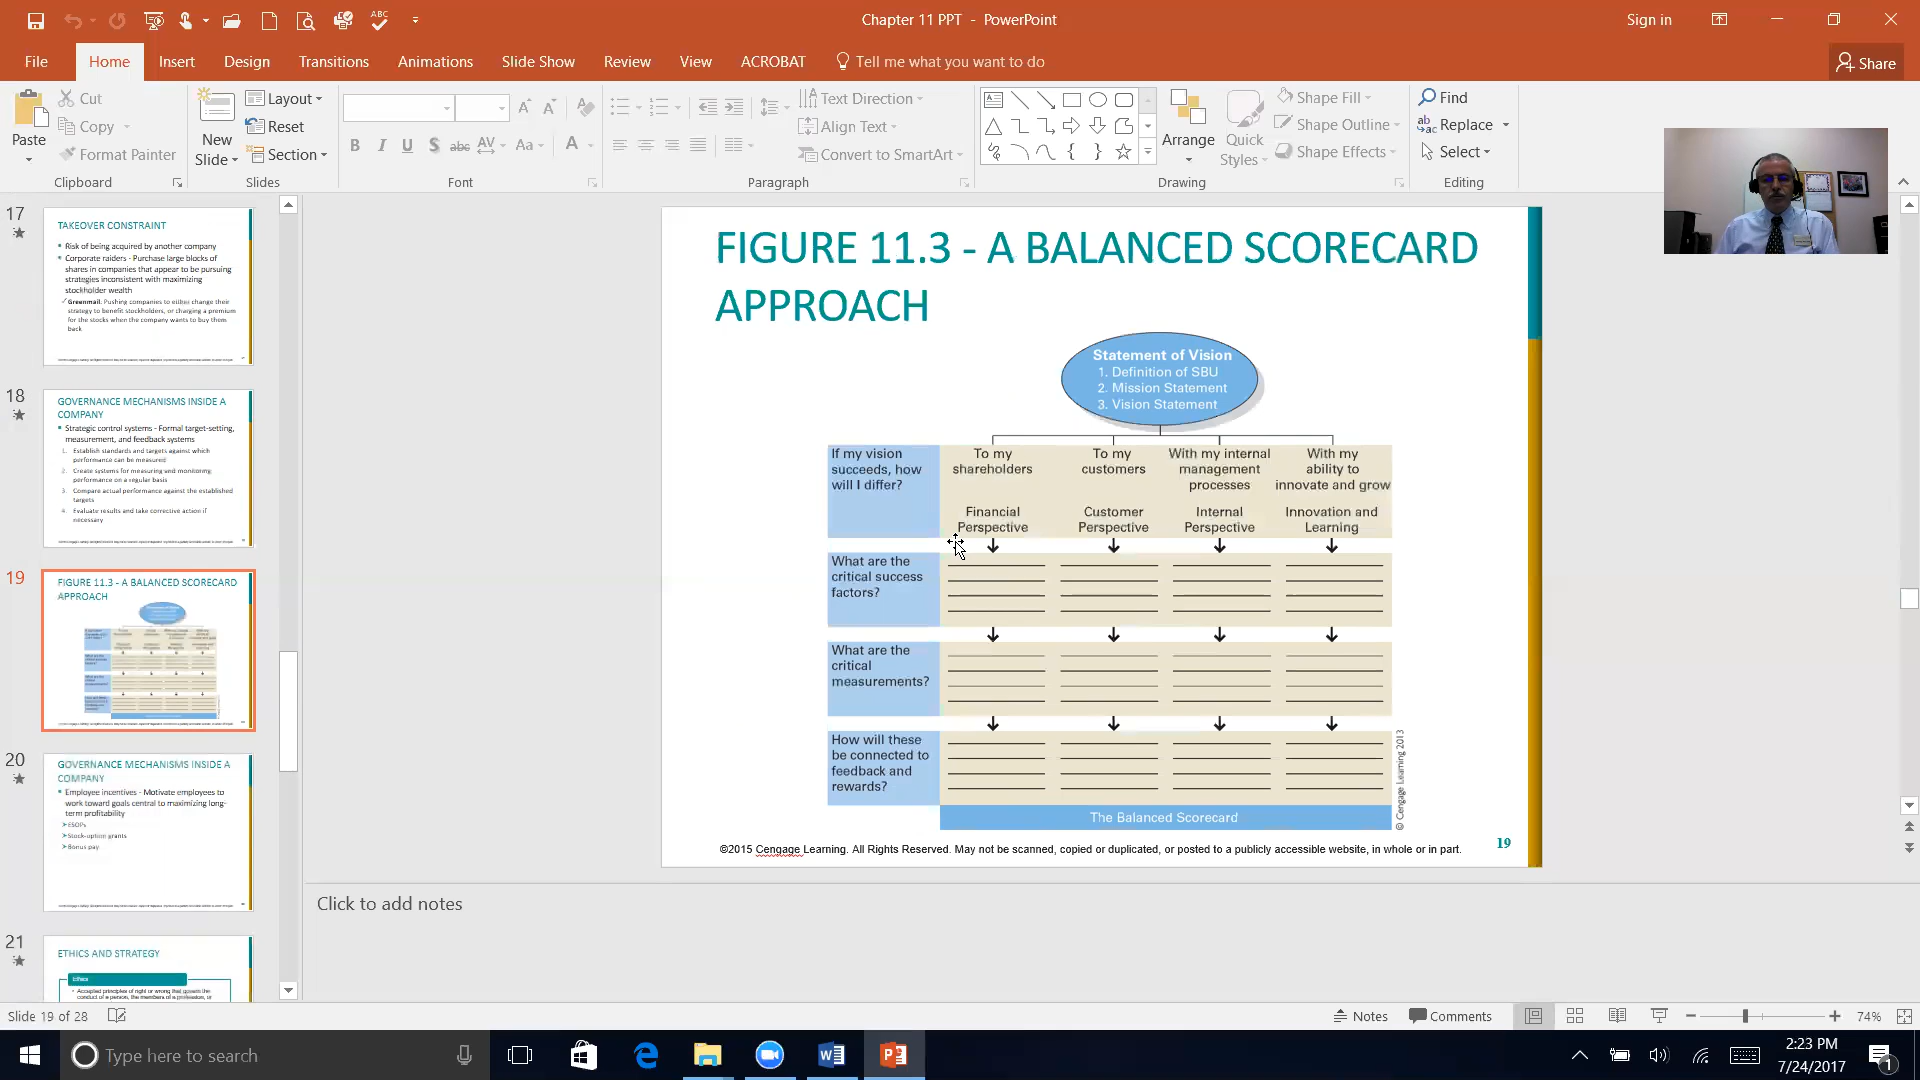 Chapter 11 PPT - PowerPoint
Sign in
ABC
File Home Insert Design Transitions Animations Slide Show Review View ACROBAT Tell me what you want to do
Share
Paste
Cut
Copy
Format Painter
Clipboard
New Slide
Layout
Reset
Section
Slides
Font
Text Direction
Align Text
Convert to SmartArt
Paragraph
Arrange
Quick Styles
Shape Fill
Shape Outline
Shape Effects
Drawing
Find
Replace
Select
Editing
17
TAKEOVER CONSTRAINT
Risk of being acquired by another company
Corporate raiders - Purchase large blocks of
shares in companies that appear to be pursuing
strategies inconsistent with maximizing
stockholder wealth
Greenmail: Pushing companies to either change their
strategy to benefit stockholders, or charging a premium
for the stocks when the company wants to buy them
back
18
GOVERNANCE MECHANISMS INSIDE A
COMPANY
Strategic control systems - Formal target-setting,
measurement, and feedback systems
1. Establish standards and targets against which
performance can be measured
2. Create systems for measuring and monitoring
performance on a regular basis
3. Compare actual performance against the established
targets
4. Evaluate results and take corrective action if
necessary
19
FIGURE 11.3 - A BALANCED SCORECARD
APPROACH
20
GOVERNANCE MECHANISMS INSIDE A
COMPANY
Employee incentives - Motivate employees to
work toward goals central to maximizing long-
term profitability
ESOPs
Stock-option grants
Bonus pay
21
ETHICS AND STRATEGY
Ethics
Accepted principles of right or wrong that govern the
conduct of a person, the members of a profession, or
FIGURE 11.3 - A BALANCED SCORECARD
APPROACH
Statement of Vision
1. Definition of SBU
2. Mission Statement
3. Vision Statement
If my vision
succeeds, how
will I differ?
To my
shareholders
Financial
Perspective
To my
customers
Customer
Perspective
With my internal
management
processes
Internal
Perspective
With my
ability to
innovate and grow
Innovation and
Learning
What are the
critical success
factors?
What are the
critical
measurements?
How will these
be connected to
feedback and
rewards?
The Balanced Scorecard
© Cengage Learning 2013
©2015 Cengage Learning. All Rights Reserved. May not be scanned, copied or duplicated, or posted to a publicly accessible website, in whole or in part.
19
Click to add notes
Slide 19 of 28
Notes
Comments
74%
Type here to search
2:23 PM
7/24/2017
1